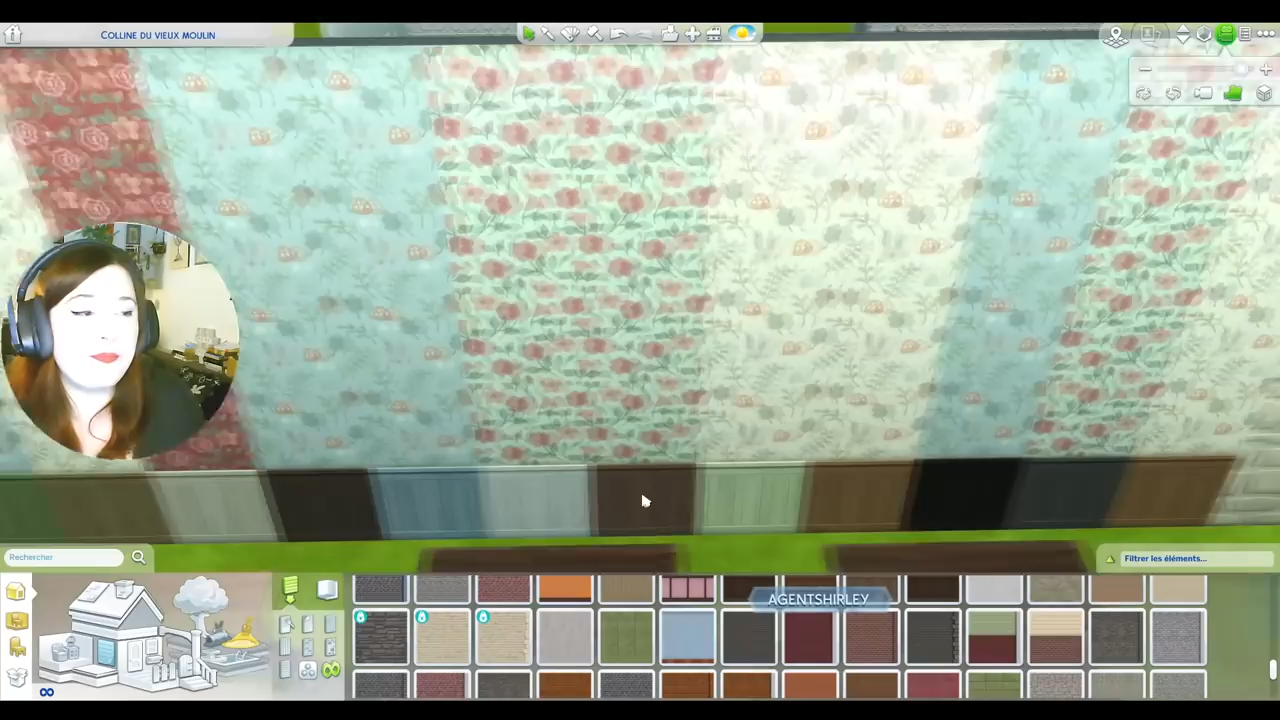 COLLINE DU VIEUX MOULIN
Rechercher
Filtrer les éléments...
AGENTSHIRLEY